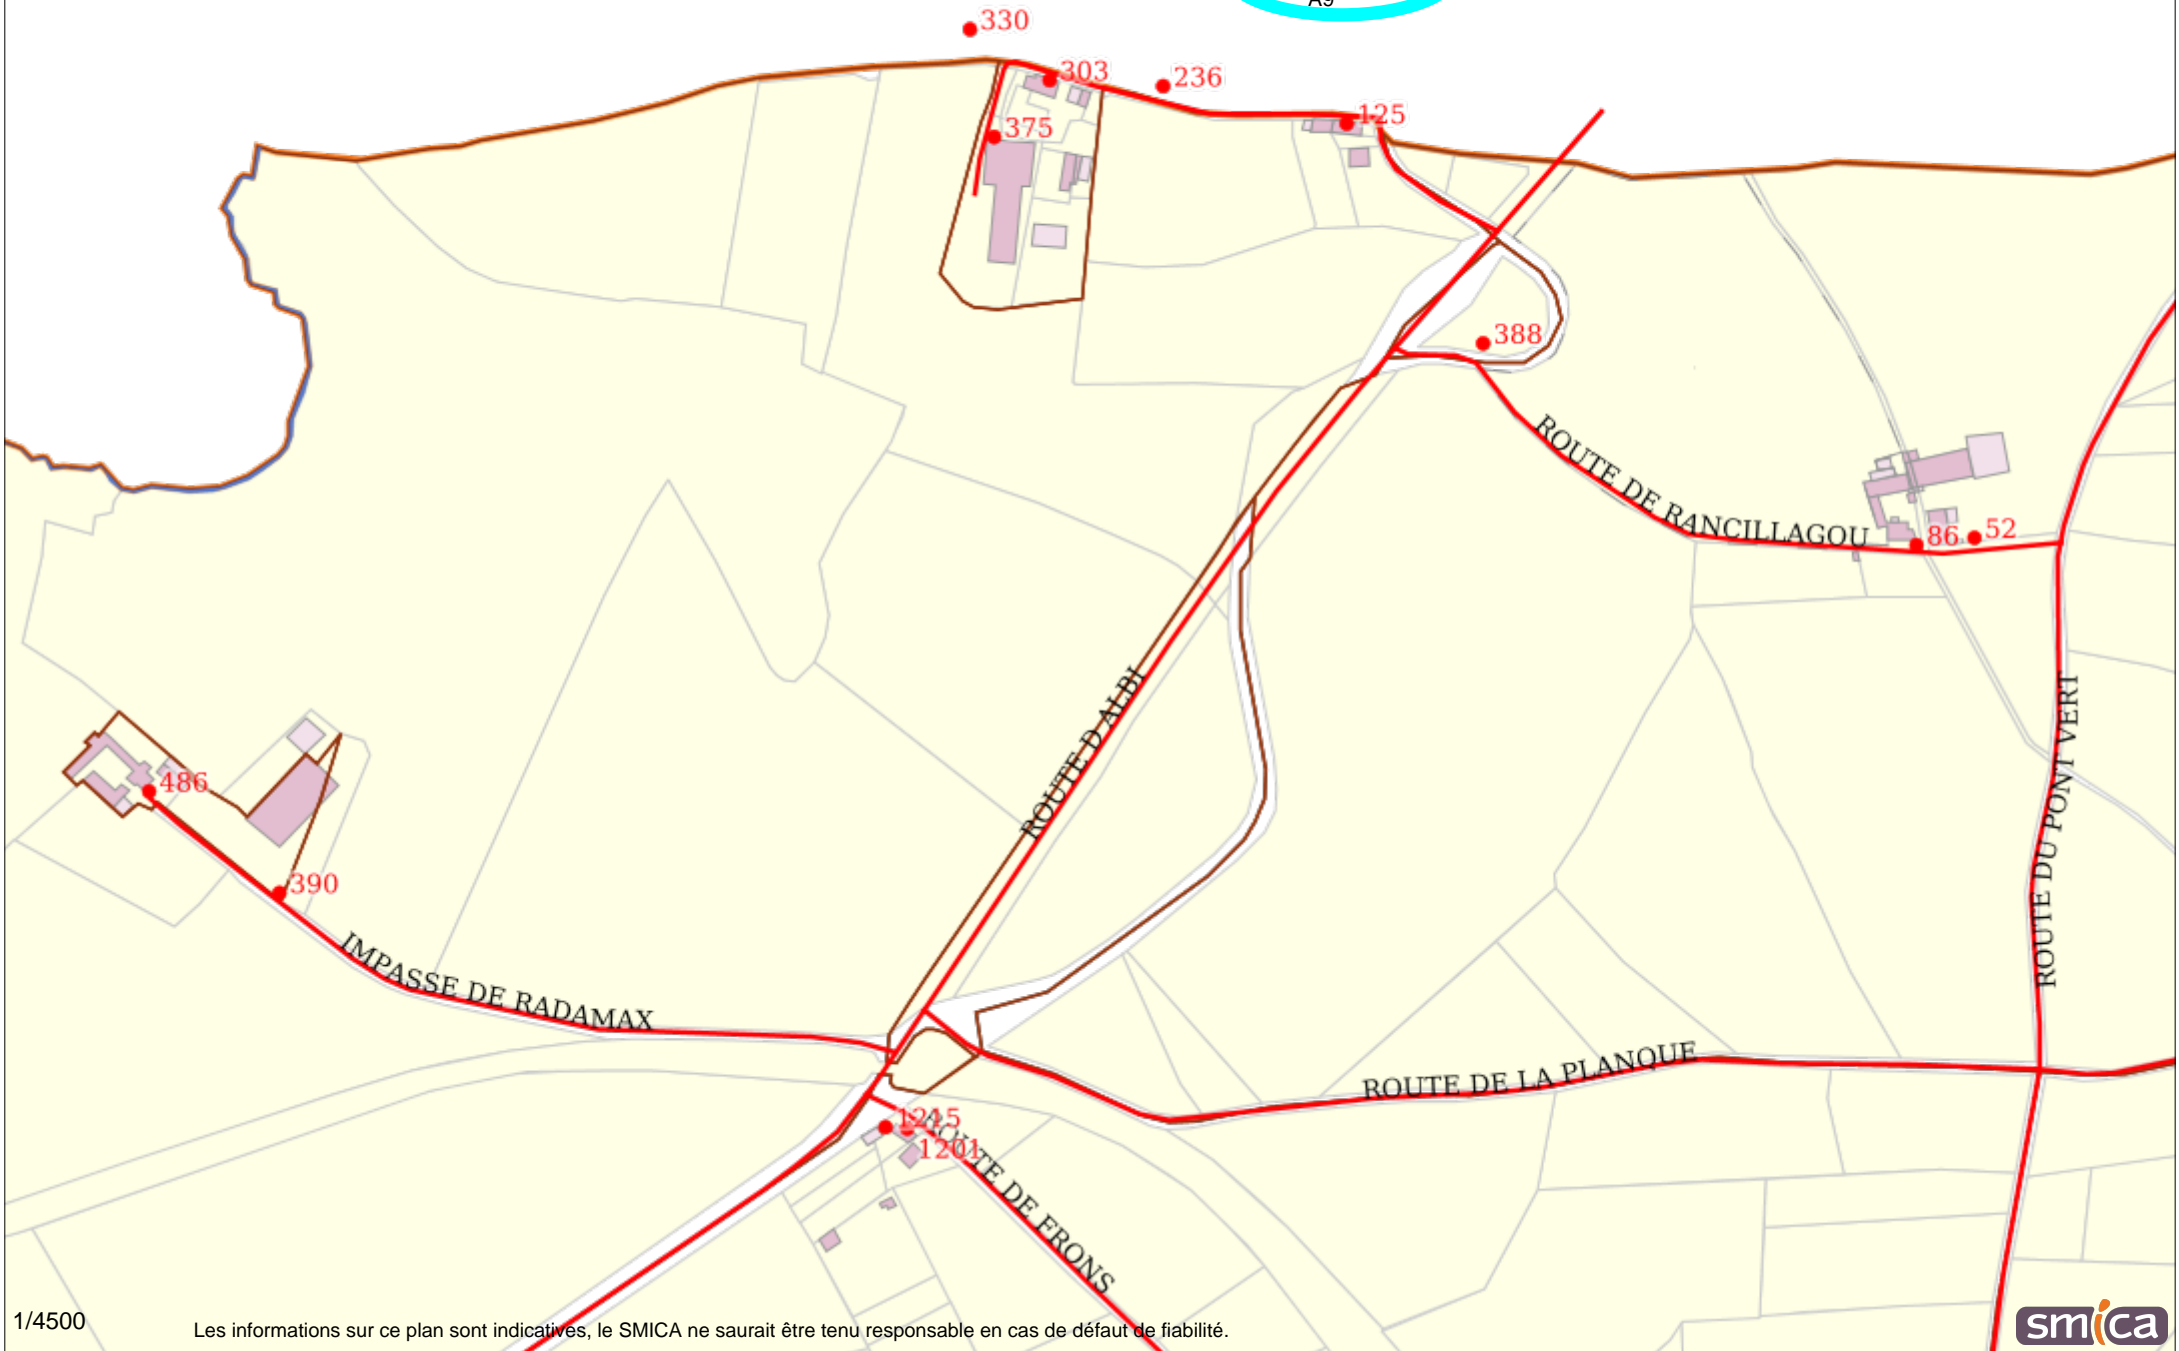 A9
330
303
236
125
375
388
ROUTE DE RANCILLAGOU
86
52
ROUTE D ALBI
ROUTE DU PONT VERT
486
390
IMPASSE DE RADAMAX
ROUTE DE LA PLANQUE
1215
1201
ROUTE DE FRONS
1/4500
Les informations sur ce plan sont indicatives, le SMICA ne saurait être tenu responsable en cas de défaut de fiabilité.
smica